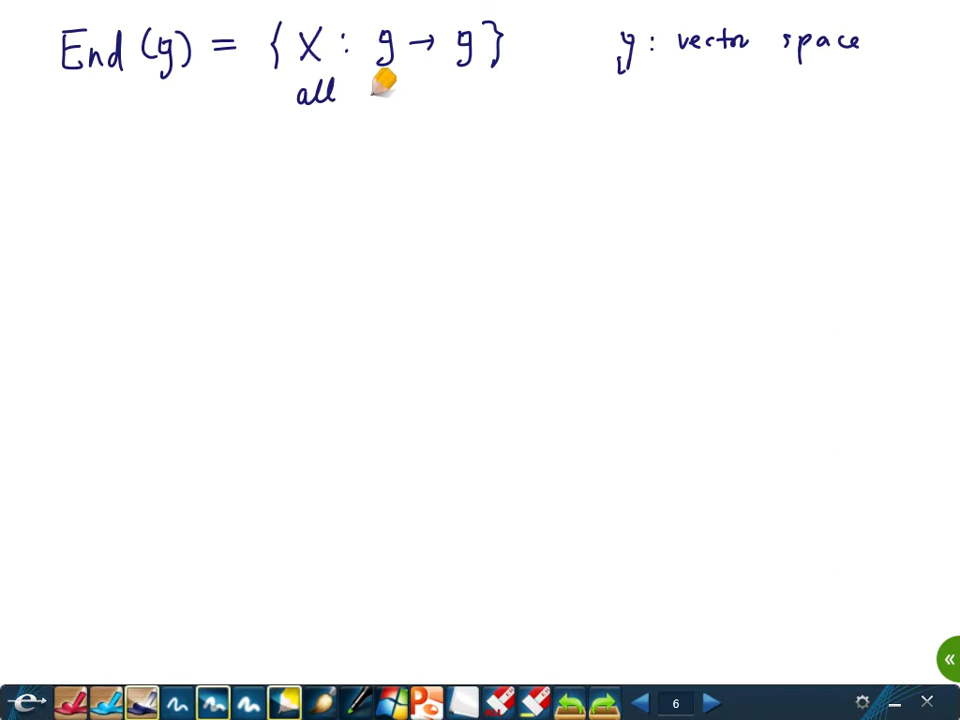 End (g) = { X : g → g } g : vector space
all
6